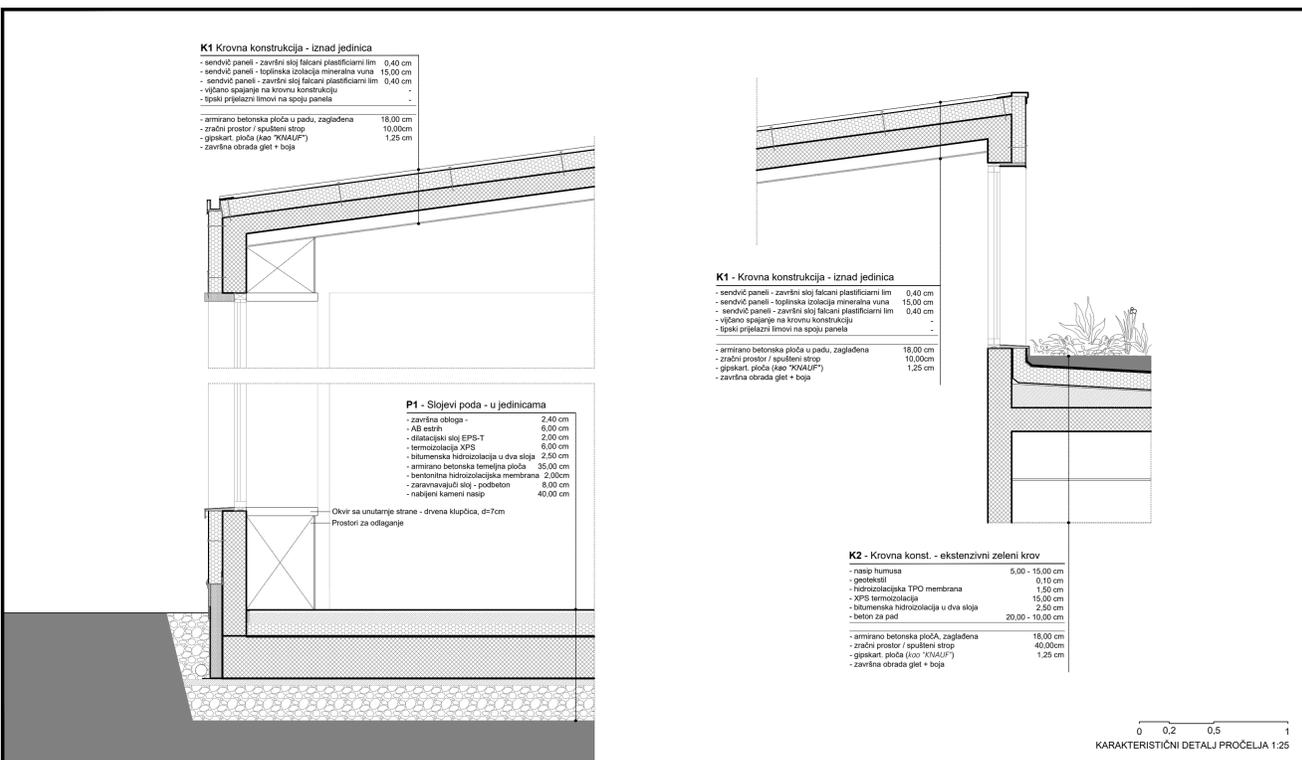 K1 Krovna konstrukcija - iznad jedinica
- sendvič paneli - završni sloj falcani plastificiarni lim 0,40 cm
- sendvič paneli - toplinska izolacija mineralna vuna 15,00 cm
- sendvič paneli - završni sloj falcani plastificiarni lim 0,40 cm
- vijčano spajanje na krovnu konstrukciju -
- tipski prijelazni limovi na spoju panela -
- armirano betonska ploča u padu, zaglađena 18,00 cm
- zračni prostor / spušteni strop 10,00cm
- gipskart. ploča (kao "KNAUF") 1,25 cm
- završna obrada glet + boja
P1 - Slojevi poda - u jedinicama
- završna obloga - 2,40 cm
- AB estrih 6,00 cm
- dilatacijski sloj EPS-T 2,00 cm
- termoizolacija XPS 6,00 cm
- bitumenska hidroizolacija u dva sloja 2,50 cm
- armirano betonska temeljna ploča 35,00 cm
- bentonitna hidroizolacijska membrana 2,00cm
- zaravnavajući sloj - podbeton 8,00 cm
- nabijeni kameni nasip 40,00 cm
Okvir sa unutarnje strane - drvena klupčica, d=7cm
Prostori za odlaganje
K1 - Krovna konstrukcija - iznad jedinica
- sendvič paneli - završni sloj falcani plastificiarni lim 0,40 cm
- sendvič paneli - toplinska izolacija mineralna vuna 15,00 cm
- sendvič paneli - završni sloj falcani plastificiarni lim 0,40 cm
- vijčano spajanje na krovnu konstrukciju -
- tipski prijelazni limovi na spoju panela -
- armirano betonska ploča u padu, zaglađena 18,00 cm
- zračni prostor / spušteni strop 10,00cm
- gipskart. ploča (kao "KNAUF") 1,25 cm
- završna obrada glet + boja
K2 - Krovna konst. - ekstenzivni zeleni krov
- nasip humusa 5,00 - 15,00 cm
- geotekstil 0,10 cm
- hidroizolacijska TPO membrana 1,50 cm
- XPS termoizolacija 15,00 cm
- bitumenska hidroizolacija u dva sloja 2,50 cm
- beton za pad 20,00 - 10,00 cm
- armirano betonska pločA, zaglađena 18,00 cm
- zračni prostor / spušteni strop 40,00cm
- gipskart. ploča (kao "KNAUF") 1,25 cm
- završna obrada glet + boja
0 0,2 0,5 1
KARAKTERISTIČNI DETALJ PROČELJA 1:25